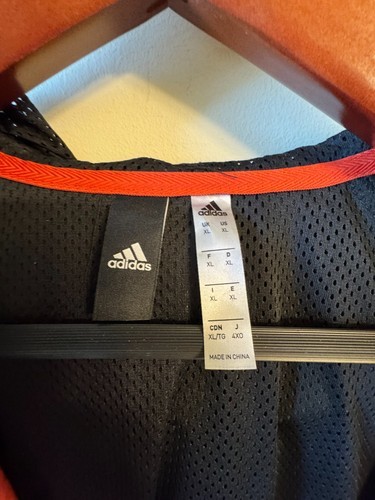 adidas
adidas
UK US
XL XL
F D
XL XL
I E
XL XL
CDN J
XL/TG 4XO
MADE IN CHINA